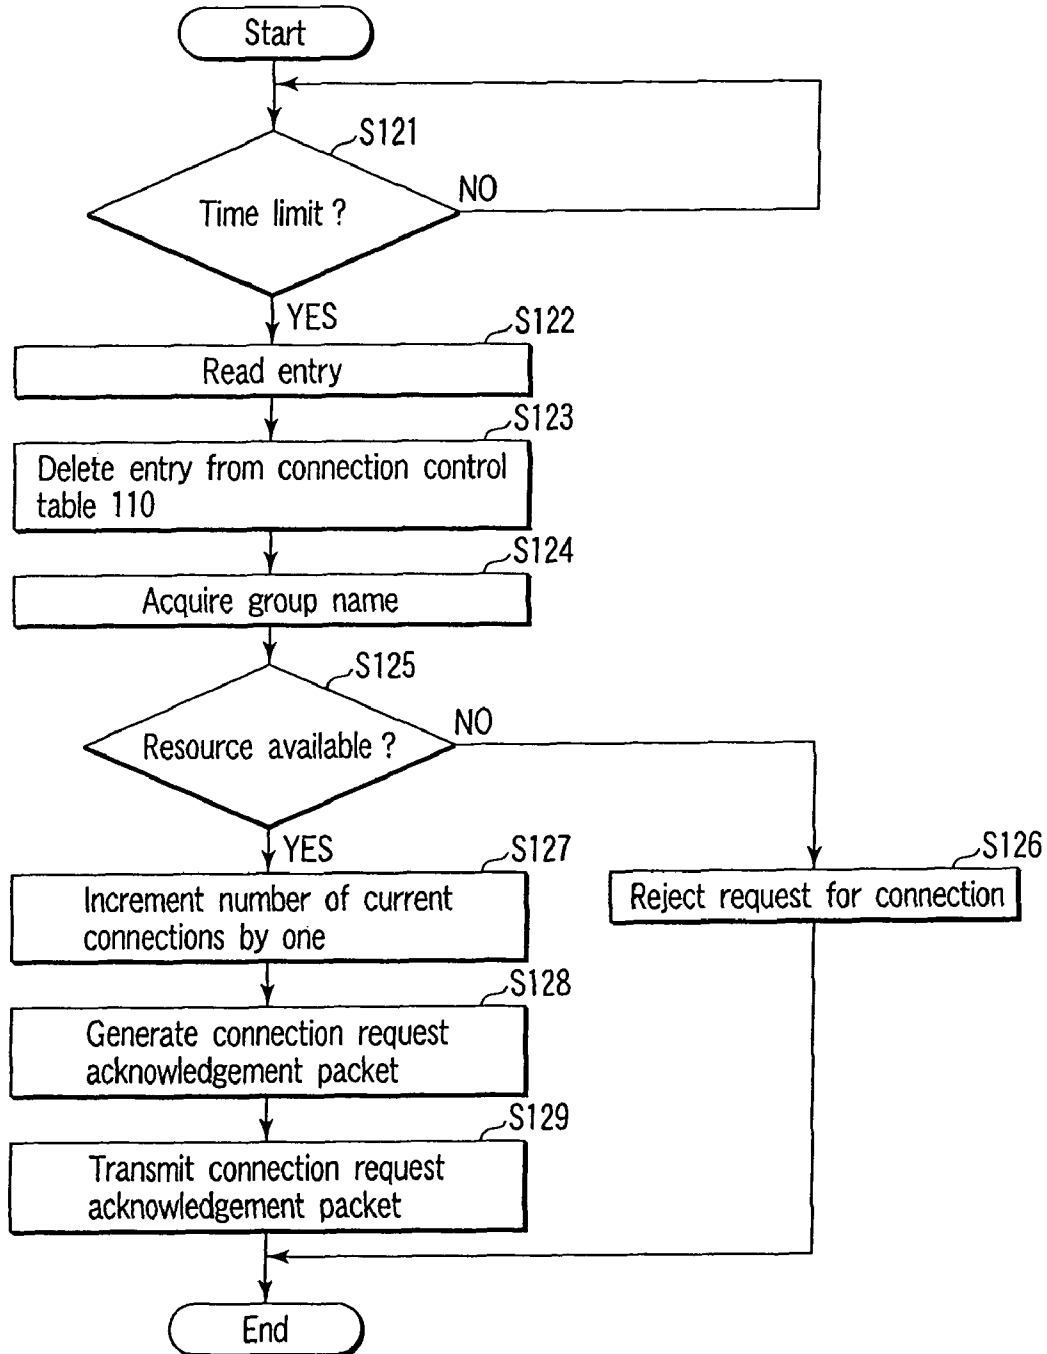 Start
S121
Time limit ?
NO
YES
S122
Read entry
S123
Delete entry from connection control
table 110
S124
Acquire group name
S125
Resource available ?
NO
YES
S127
Increment number of current
connections by one
S126
Reject request for connection
S128
Generate connection request
acknowledgement packet
S129
Transmit connection request
acknowledgement packet
End